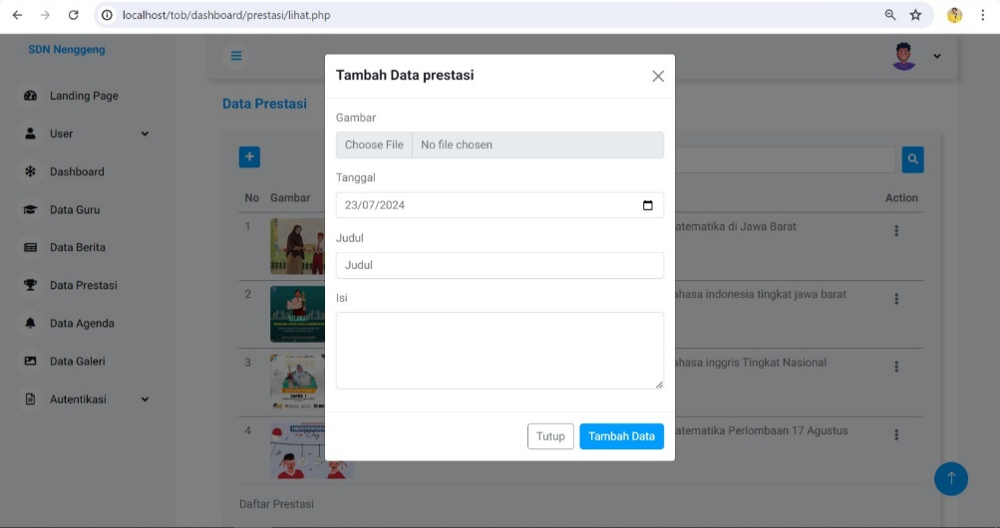 localhost/tob/dashboard/prestasi/lihat.php
SDN Nenggeng
Landing Page
User
Dashboard
Data Guru
Data Berita
Data Prestasi
Data Agenda
Data Galeri
Autentikasi
Data Prestasi
No Gambar
Action
1
atematika di Jawa Barat
2
ahasa indonesia tingkat jawa barat
3
ahasa inggris Tingkat Nasional
4
atematika Perlombaan 17 Agustus
Daftar Prestasi
Tambah Data prestasi
Gambar
Choose File No file chosen
Tanggal
23/07/2024
Judul
Judul
Isi
Tutup Tambah Data